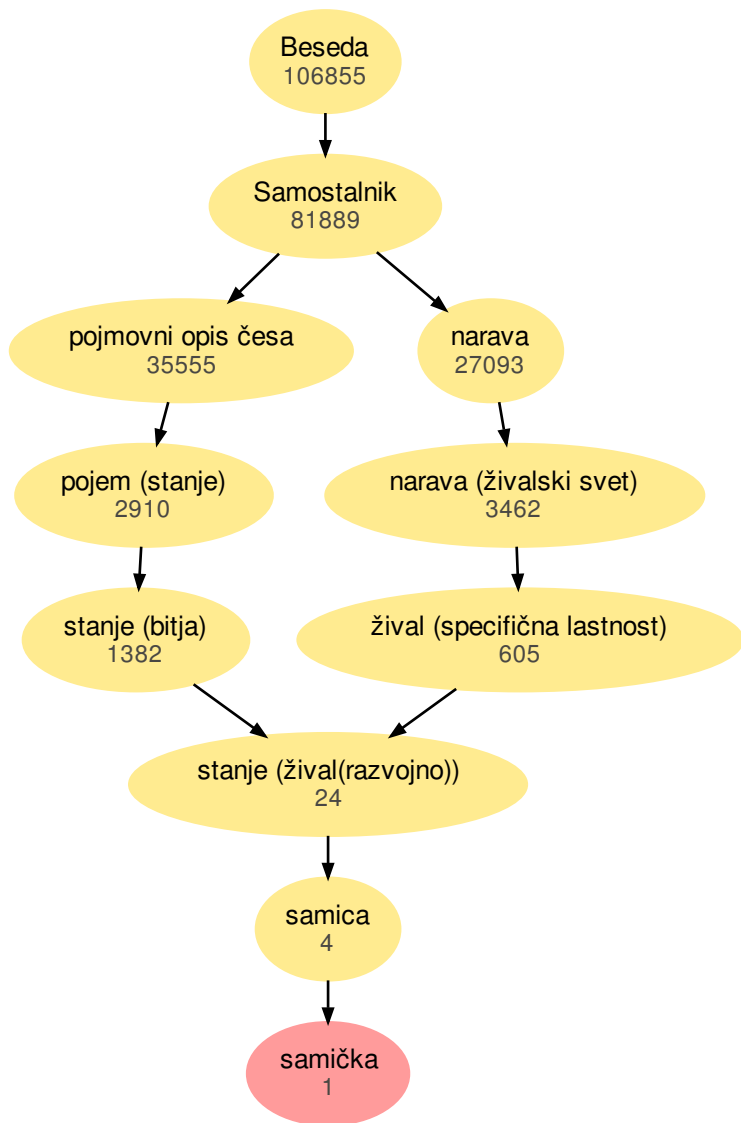 Beseda
106855
Samostalnik
81889
pojmovni opis česa
35555
narava
27093
pojem (stanje)
2910
narava (živalski svet)
3462
stanje (bitja)
1382
žival (specifična lastnost)
605
stanje (žival(razvojno))
24
samica
4
samička
1